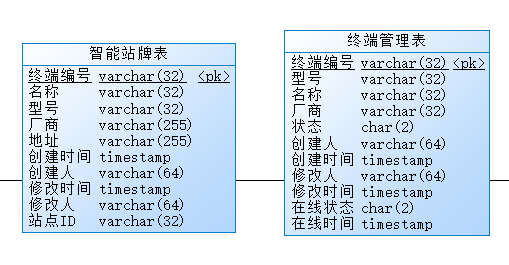 智能站牌表
终端编号 varchar(32) <pk>
名称 varchar(32)
型号 varchar(32)
厂商 varchar(255)
地址 varchar(255)
创建时间 timestamp
创建人 varchar(64)
修改时间 timestamp
修改人 varchar(64)
站点ID varchar(32)
终端管理表
终端编号 varchar(32) <pk>
型号 varchar(32)
名称 varchar(32)
厂商 varchar(32)
状态 char(2)
创建人 varchar(64)
创建时间 timestamp
修改人 varchar(64)
修改时间 timestamp
在线状态 char(2)
在线时间 timestamp